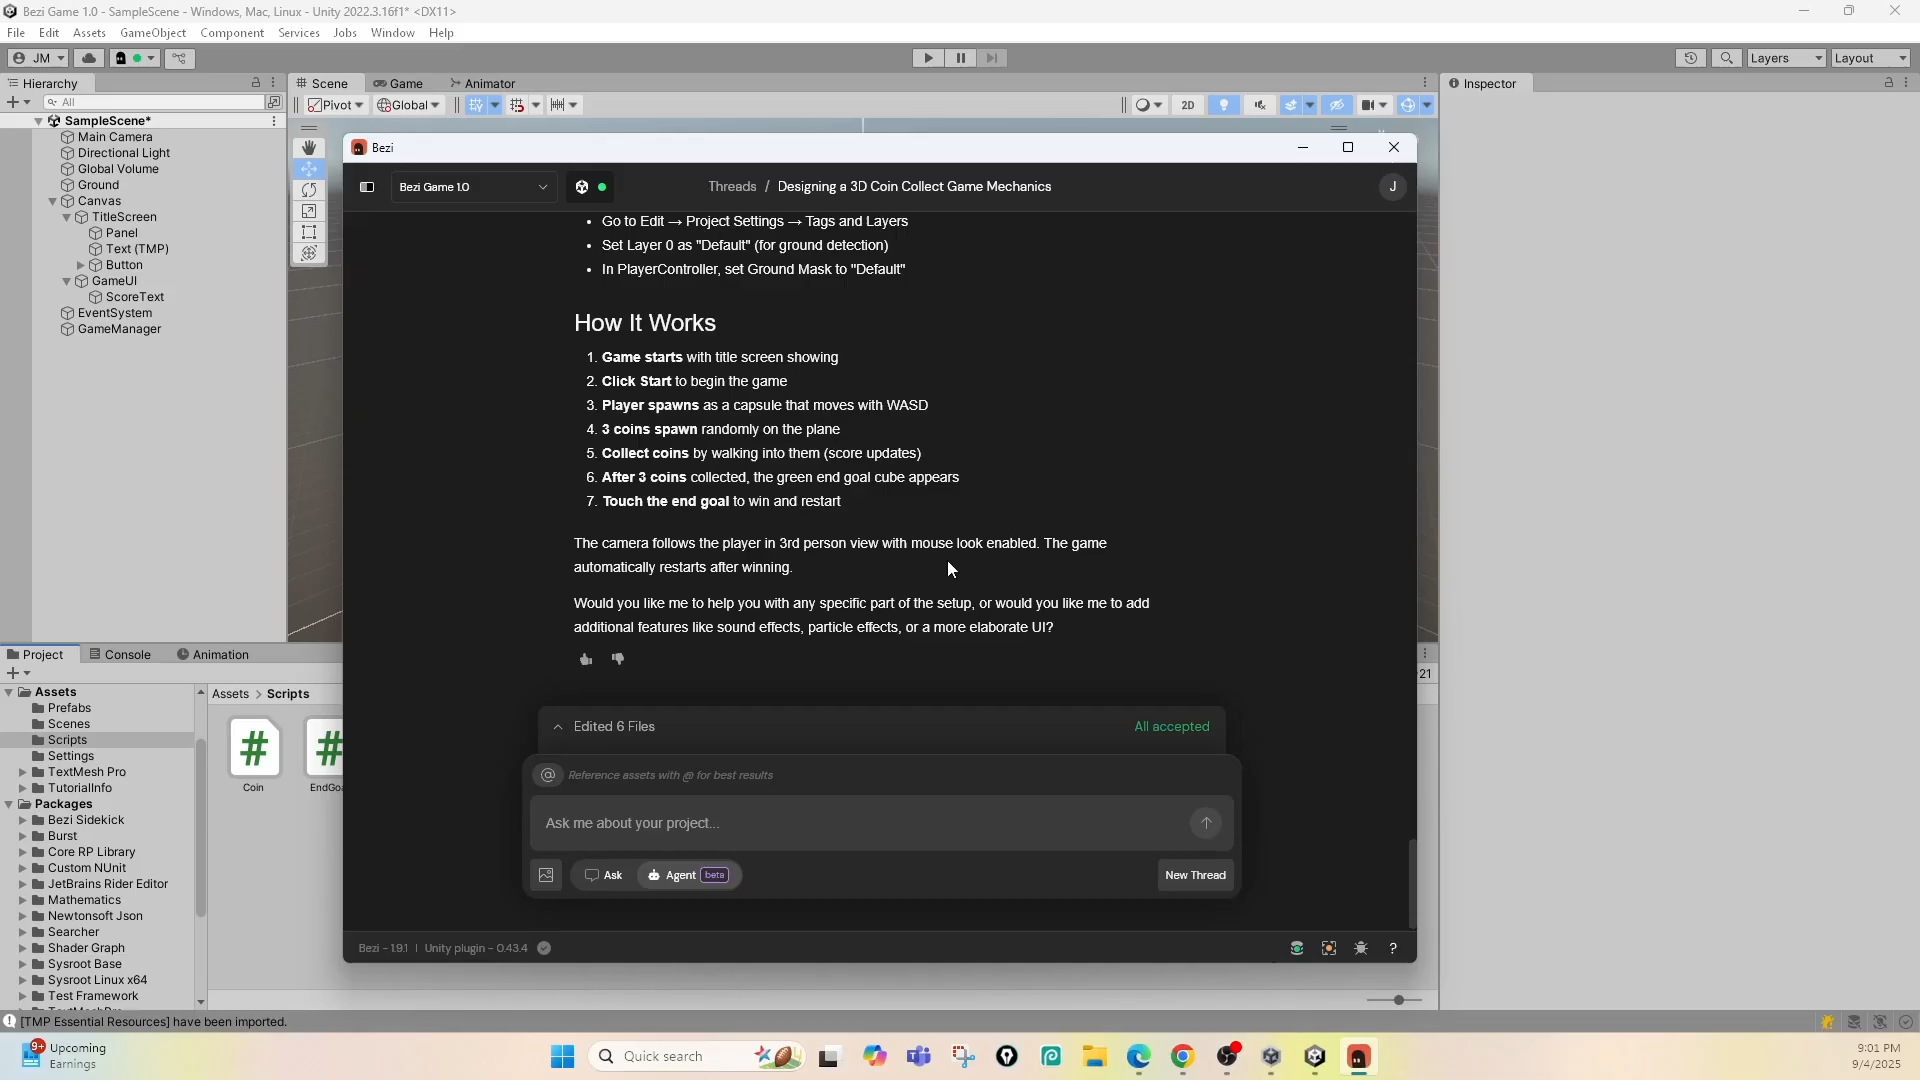 Bezi Game 1.0 - SampleScene - Windows, Mac, Linux - Unity 2022.3.16f1* <DX11>
File Edit Assets GameObject Component Services Jobs Window Help
JM Layers Layout
Hierarchy Scene Game Animator Inspector
All Pivot Global 2D
SampleScene*
Main Camera
Directional Light
Global Volume
Ground
Canvas
TitleScreen
Panel
Text (TMP)
Button
GameUI
ScoreText
EventSystem
GameManager
Bezi
Bezi Game 1.0 Threads / Designing a 3D Coin Collect Game Mechanics J
• Go to Edit → Project Settings → Tags and Layers
• Set Layer 0 as "Default" (for ground detection)
• In PlayerController, set Ground Mask to "Default"
How It Works
1. Game starts with title screen showing
2. Click Start to begin the game
3. Player spawns as a capsule that moves with WASD
4. 3 coins spawn randomly on the plane
5. Collect coins by walking into them (score updates)
6. After 3 coins collected, the green end goal cube appears
7. Touch the end goal to win and restart
The camera follows the player in 3rd person view with mouse look enabled. The game
automatically restarts after winning.
Would you like me to help you with any specific part of the setup, or would you like me to add
additional features like sound effects, particle effects, or a more elaborate UI?
Edited 6 Files All accepted
@ Reference assets with @ for best results
Ask me about your project...
Ask Agent beta New Thread
Bezi - 1.9.1 | Unity plugin - 0.43.4 ?
Project Console Animation
21
Assets
Prefabs
Scenes
Scripts
Settings
TextMesh Pro
TutorialInfo
Packages
Bezi Sidekick
Burst
Core RP Library
Custom NUnit
JetBrains Rider Editor
Mathematics
Newtonsoft Json
Searcher
Shader Graph
Sysroot Base
Sysroot Linux x64
Test Framework
Assets > Scripts
# #
Coin EndGoa
[TMP Essential Resources] have been imported.
9+ Upcoming
Earnings
Quick search
9:01 PM
9/4/2025